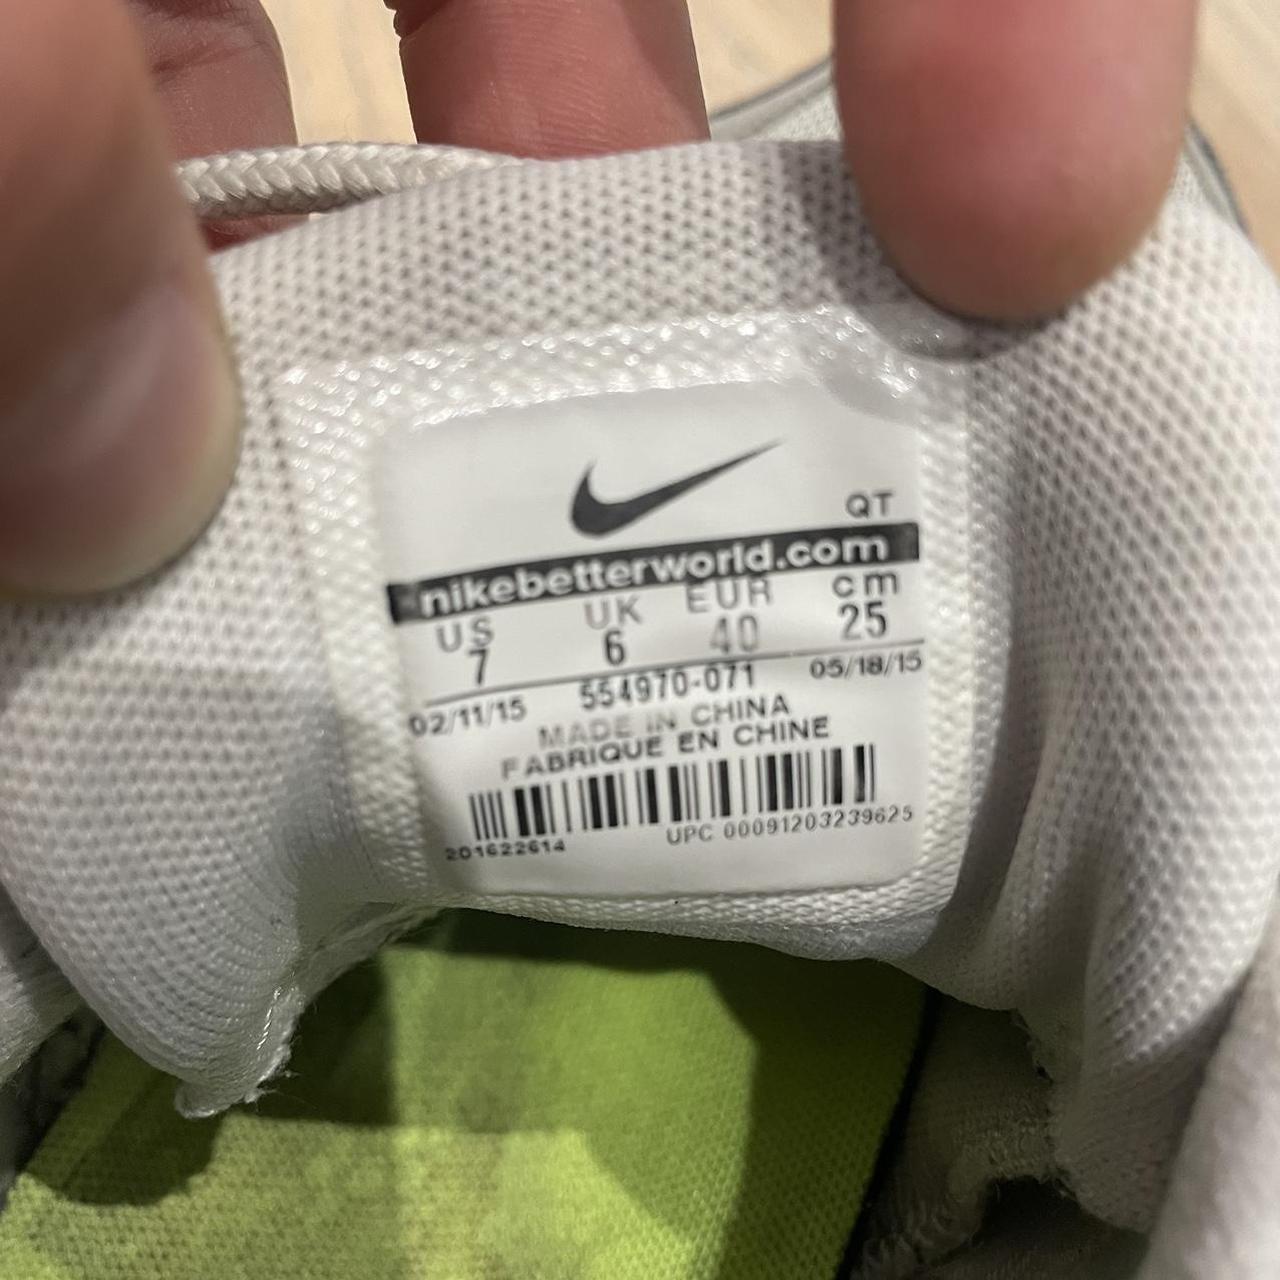 QT
nikebetterworld.com
US UK EUR cm
7 6 40 25
02/11/15 554970-071 05/18/15
MADE IN CHINA
FABRIQUE EN CHINE
201622614 UPC 00091203239625